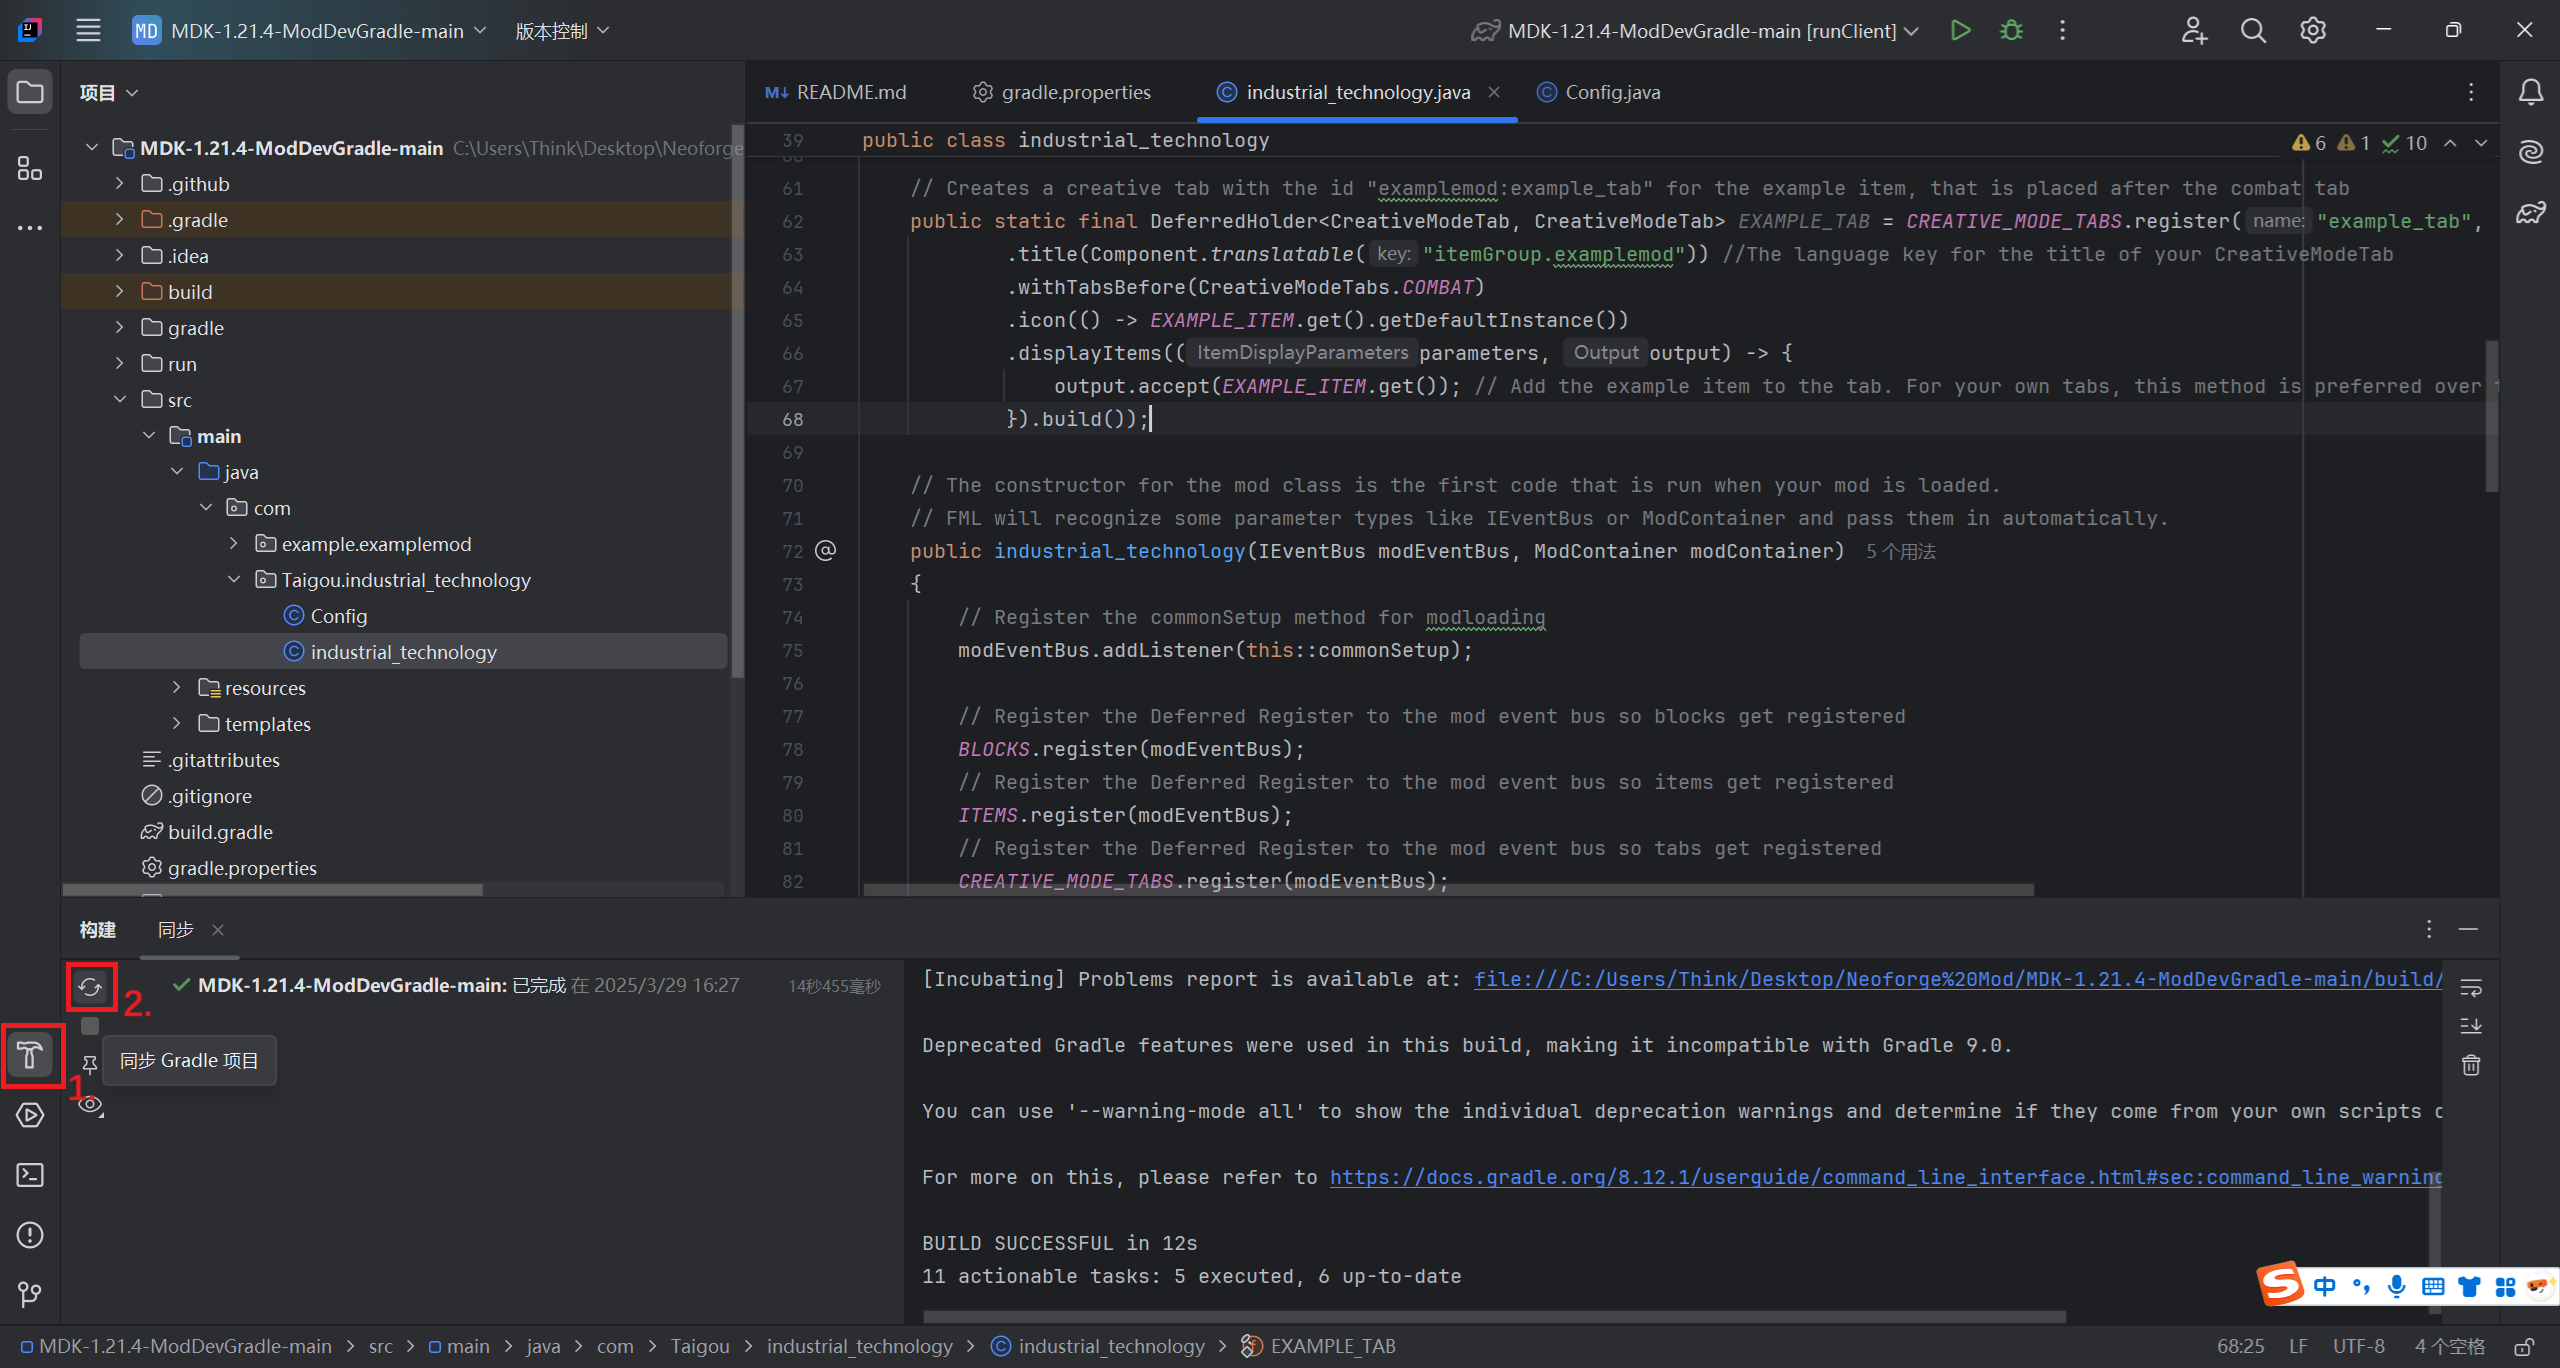 MD MDK-1.21.4-ModDevGradle-main 版本控制 MDK-1.21.4-ModDevGradle-main [runClient]
项目
MDK-1.21.4-ModDevGradle-main C:\Users\Think\Desktop\Neoforge
.github
.gradle
.idea
build
gradle
run
src
main
java
com
example.examplemod
Taigou.industrial_technology
Config
industrial_technology
resources
templates
.gitattributes
.gitignore
build.gradle
gradle.properties
README.md gradle.properties industrial_technology.java Config.java
39 public class industrial_technology 6 1 10
61 // Creates a creative tab with the id "examplemod:example_tab" for the example item, that is placed after the combat tab
62 public static final DeferredHolder<CreativeModeTab, CreativeModeTab> EXAMPLE_TAB = CREATIVE_MODE_TABS.register( name: "example_tab",
63 .title(Component.translatable( key: "itemGroup.examplemod")) //The language key for the title of your CreativeModeTab
64 .withTabsBefore(CreativeModeTabs.COMBAT)
65 .icon(() -> EXAMPLE_ITEM.get().getDefaultInstance())
66 .displayItems(( ItemDisplayParameters parameters, Output output) -> {
67 output.accept(EXAMPLE_ITEM.get()); // Add the example item to the tab. For your own tabs, this method is preferred over
68 }).build());
69
70 // The constructor for the mod class is the first code that is run when your mod is loaded.
71 // FML will recognize some parameter types like IEventBus or ModContainer and pass them in automatically.
72 public industrial_technology(IEventBus modEventBus, ModContainer modContainer) 5 个用法
73 {
74 // Register the commonSetup method for modloading
75 modEventBus.addListener(this::commonSetup);
76
77 // Register the Deferred Register to the mod event bus so blocks get registered
78 BLOCKS.register(modEventBus);
79 // Register the Deferred Register to the mod event bus so items get registered
80 ITEMS.register(modEventBus);
81 // Register the Deferred Register to the mod event bus so tabs get registered
82 CREATIVE_MODE_TABS.register(modEventBus);
构建 同步
MDK-1.21.4-ModDevGradle-main: 已完成 在 2025/3/29 16:27 14秒455毫秒
2.
同步 Gradle 项目
1.
[Incubating] Problems report is available at: file:///C:/Users/Think/Desktop/Neoforge%20Mod/MDK-1.21.4-ModDevGradle-main/build/
Deprecated Gradle features were used in this build, making it incompatible with Gradle 9.0.
You can use '--warning-mode all' to show the individual deprecation warnings and determine if they come from your own scripts
For more on this, please refer to https://docs.gradle.org/8.12.1/userguide/command_line_interface.html#sec:command_line_warning
BUILD SUCCESSFUL in 12s
11 actionable tasks: 5 executed, 6 up-to-date
中
MDK-1.21.4-ModDevGradle-main > src > main > java > com > Taigou > industrial_technology > industrial_technology > EXAMPLE_TAB 68:25 LF UTF-8 4 个空格